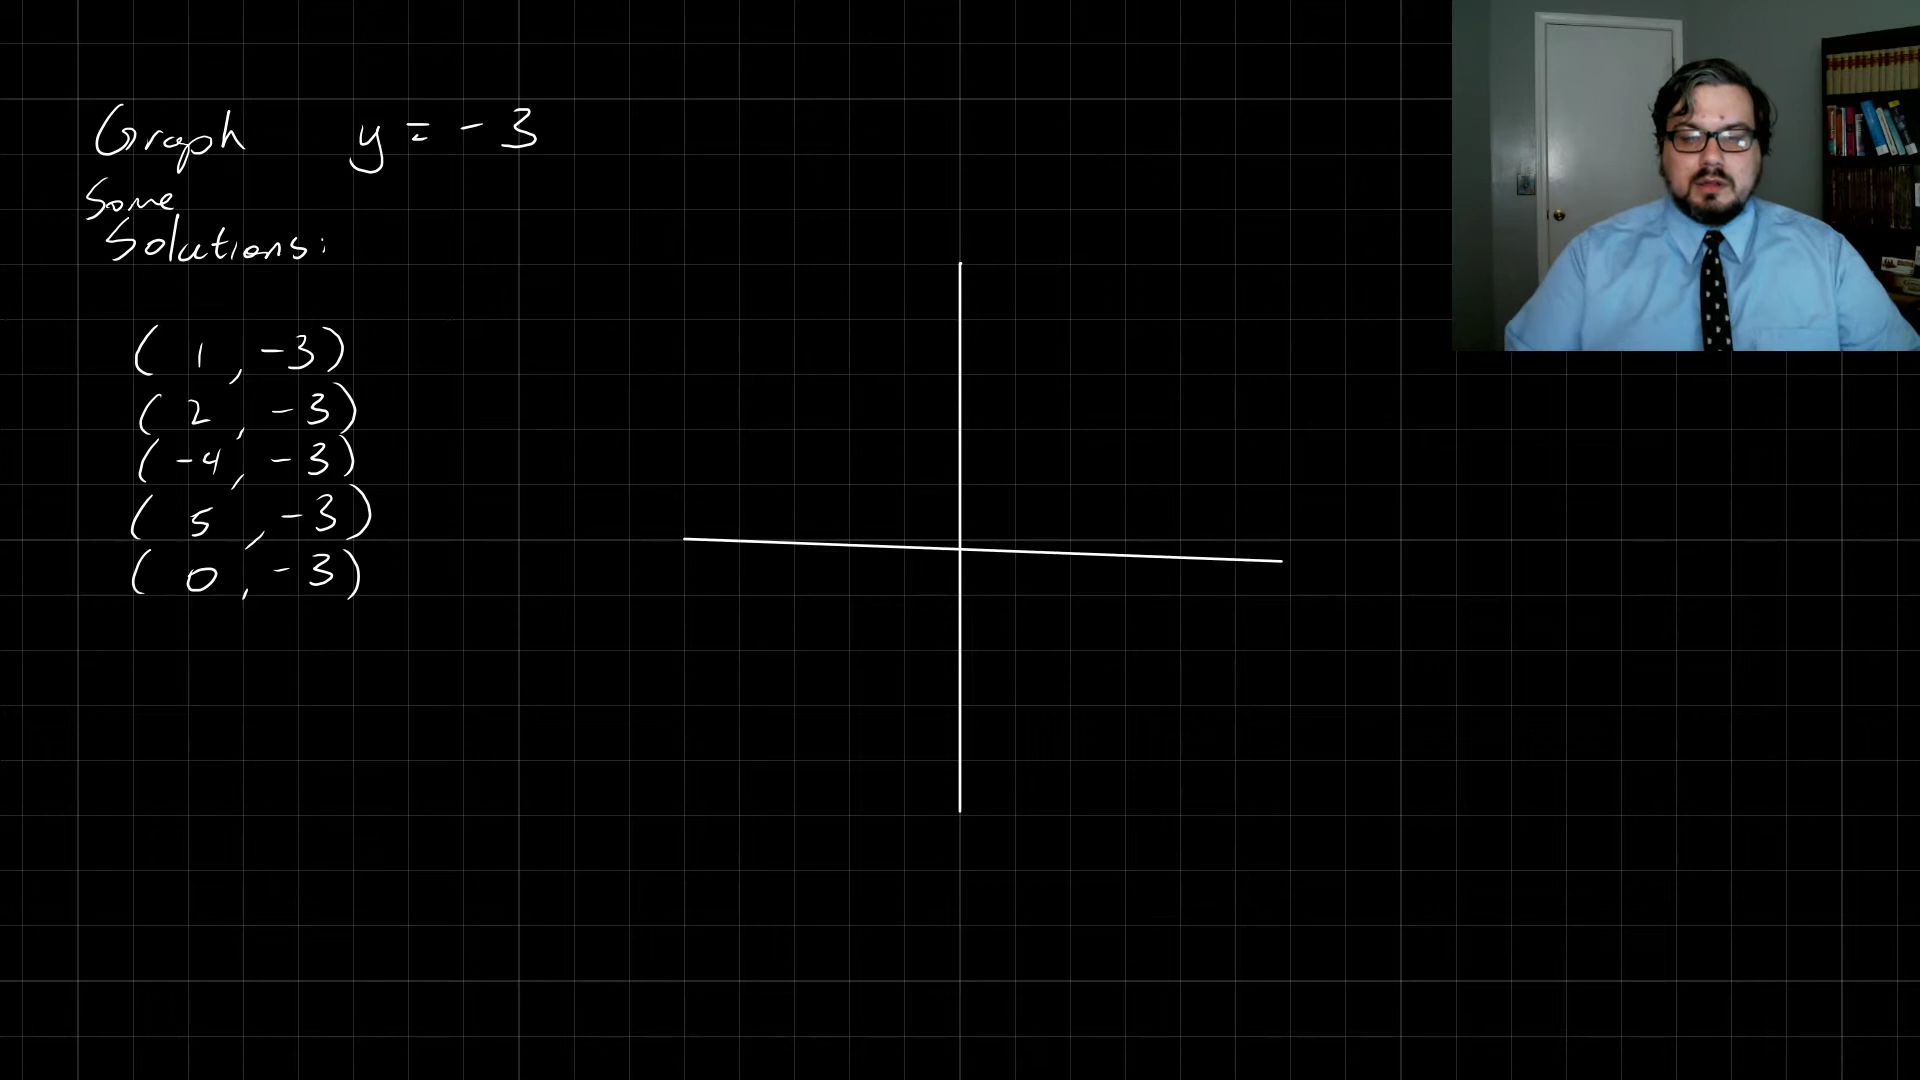 Graph y = - 3
Some
Solutions:
( 1 , -3)
( 2 , - 3)
( -4 , - 3)
( 5 , -3)
( 0 , -3)